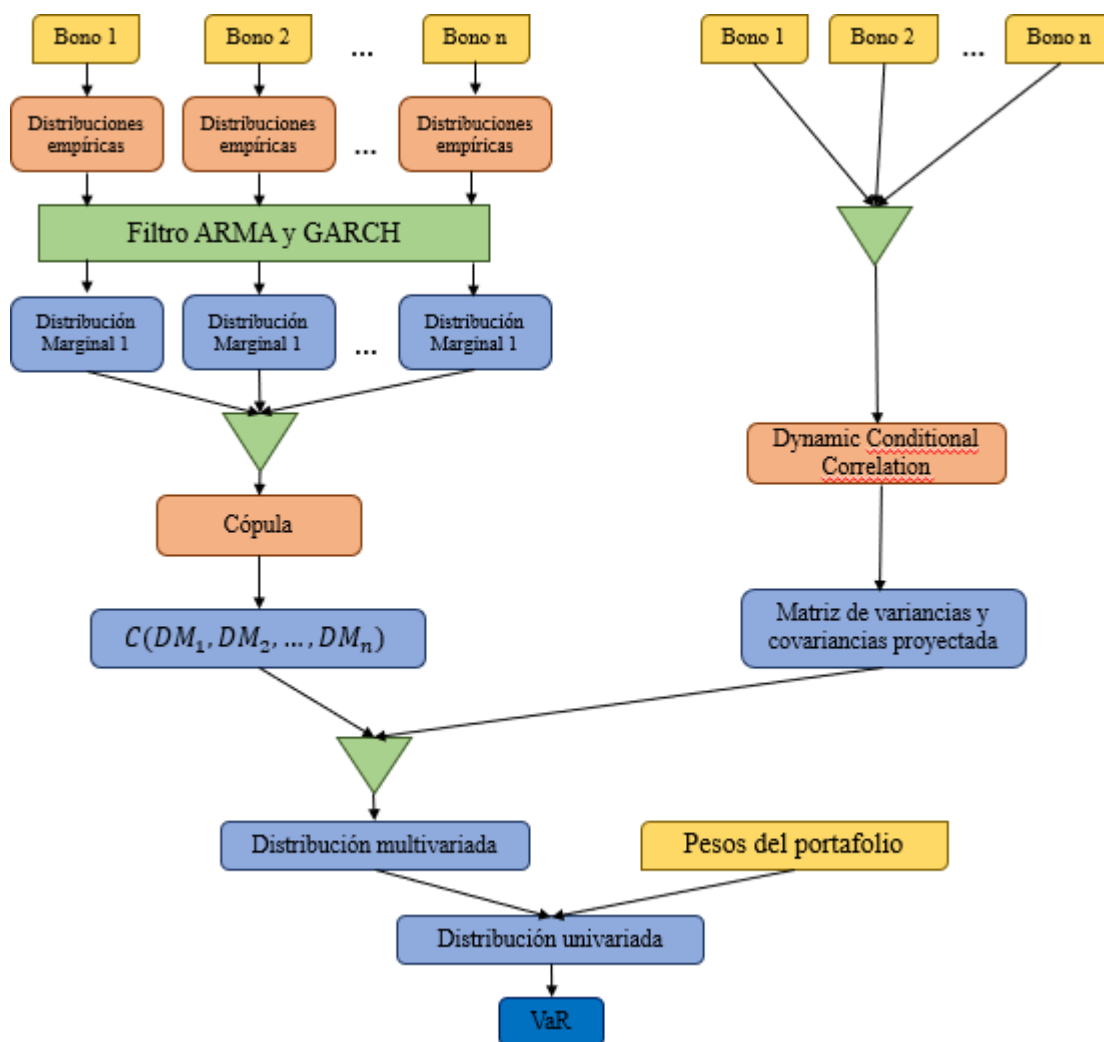 Bono 1
Bono 2
...
Bono n
Bono 1
Bono 2
...
Bono n
Distribuciones
empíricas
Distribuciones
empíricas
...
Distribuciones
empíricas
Filtro ARMA y GARCH
Distribución
Marginal 1
Distribución
Marginal 1
...
Distribución
Marginal 1
Dynamic Conditional
Correlation
Cópula
C(DM₁, DM₂, ..., DMₙ)
Matriz de variancias y
covariancias proyectada
Distribución multivariada
Pesos del portafolio
Distribución univariada
VaR